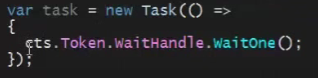 var task = new Task(() =>
{
cts.Token.WaitHandle.WaitOne();
});